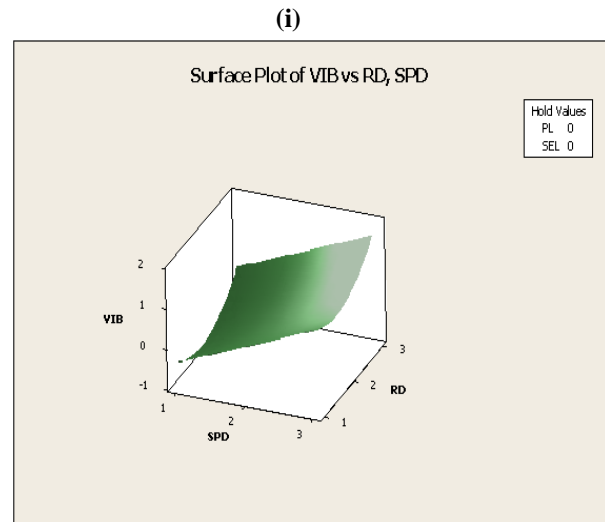 (i)
Surface Plot of VIB vs RD, SPD
Hold Values
PL 0
SEL 0
2
1
VIB
0
-1
1
2
SPD
3
1
2
RD
3